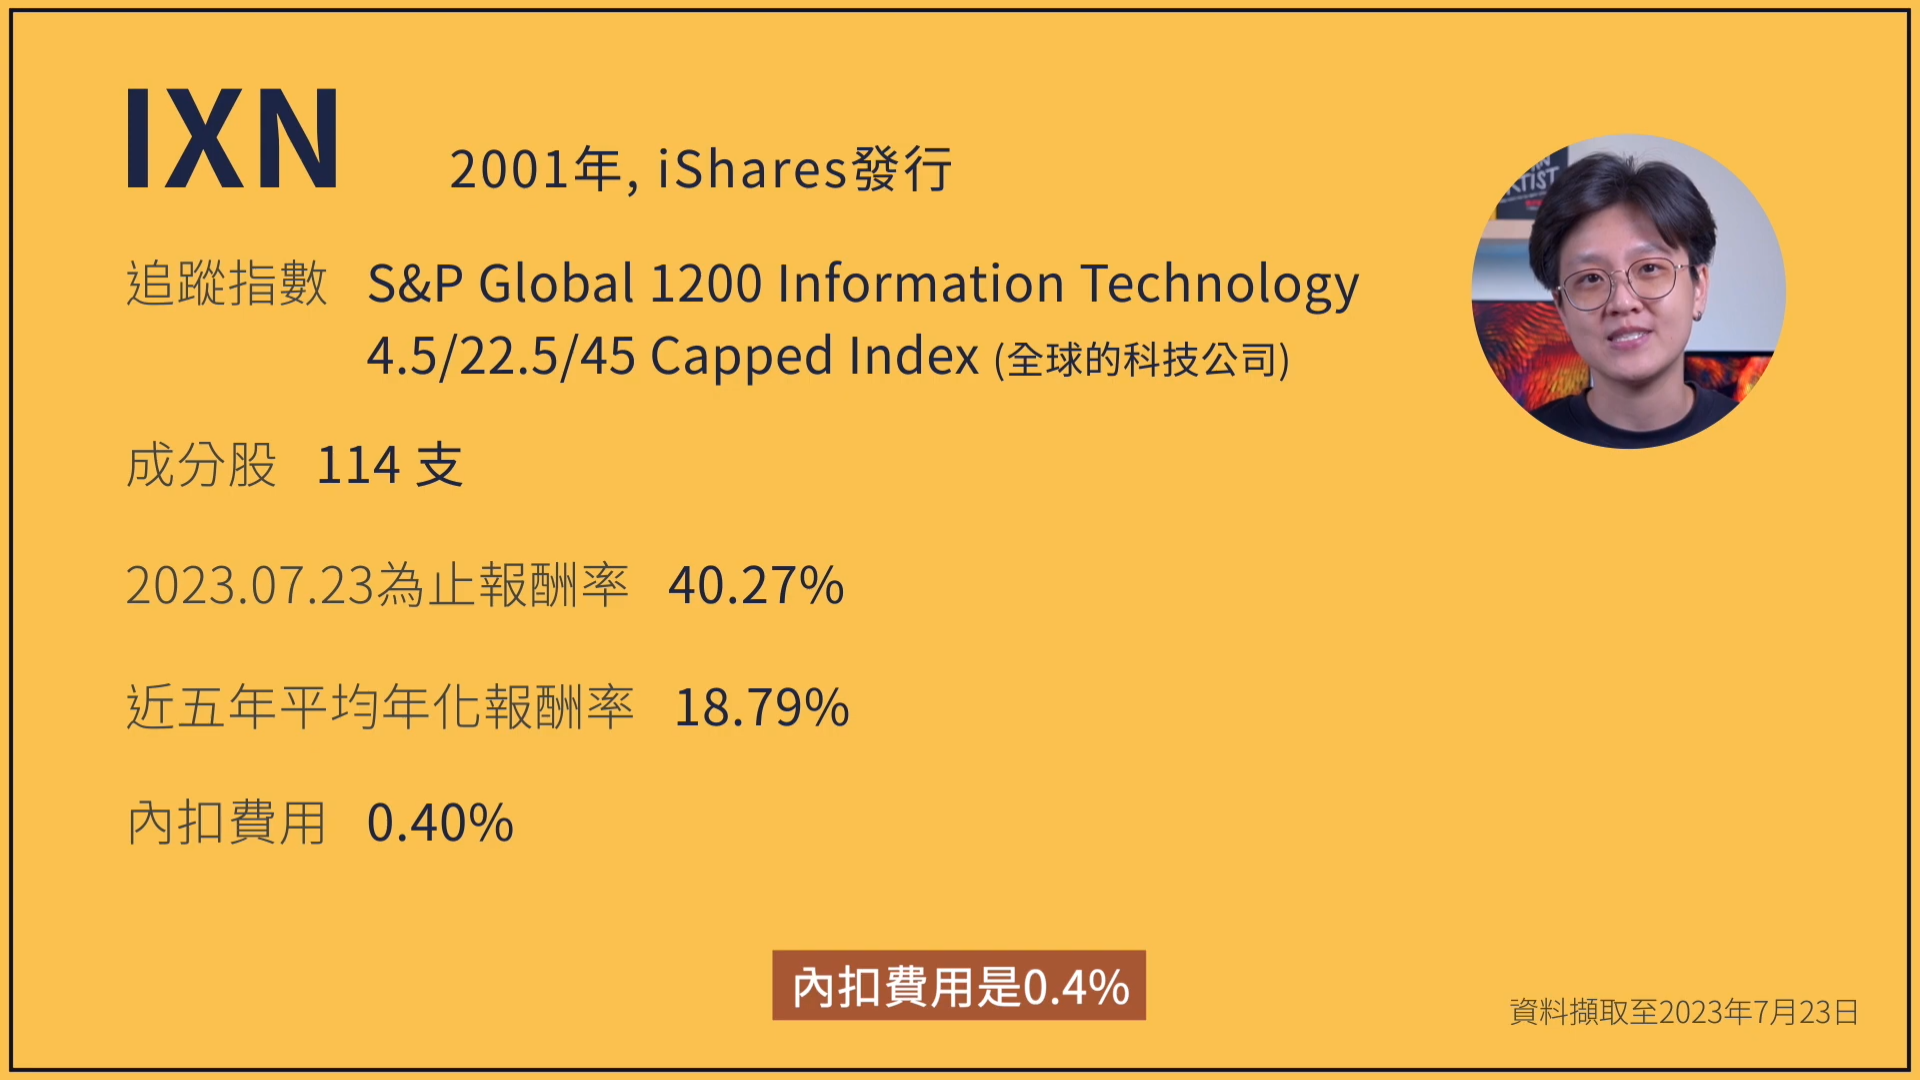 IXN
2001年, iShares發行
追蹤指數 S&P Global 1200 Information Technology
4.5/22.5/45 Capped Index (全球的科技公司)
成分股 114 支
2023.07.23為止報酬率 40.27%
近五年平均年化報酬率 18.79%
內扣費用 0.40%
內扣費用是0.4%
資料擷取至2023年7月23日